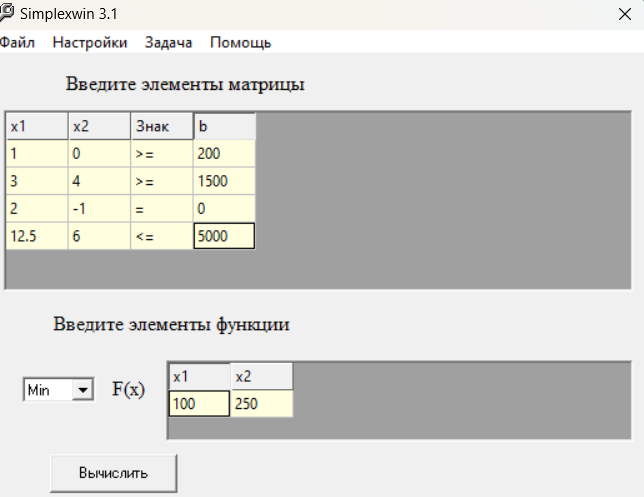 Simplexwin 3.1
Файл Настройки Задача Помощь
Введите элементы матрицы
x1 x2 Знак b
1 0 >= 200
3 4 >= 1500
2 -1 = 0
12.5 6 <= 5000
Введите элементы функции
x1 x2
Min F(x) 100 250
Вычислить